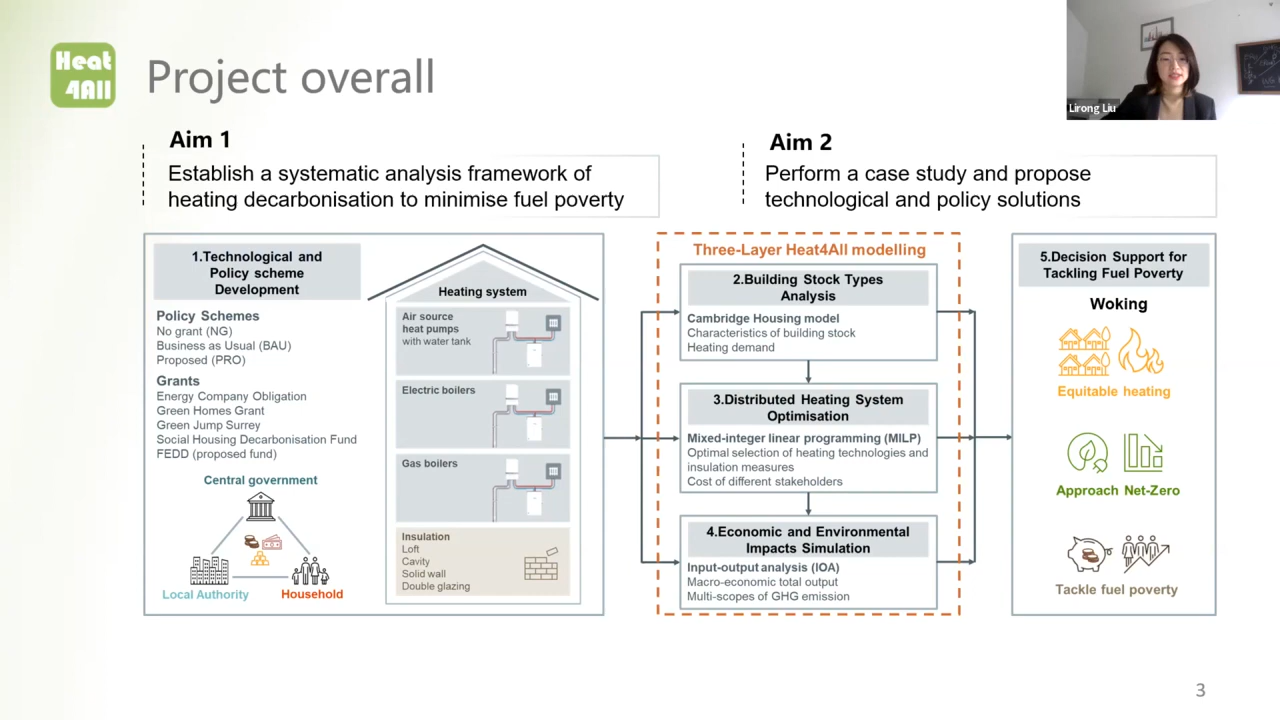 Heat
4All
Project overall
Lirong Liu
Aim 1
Establish a systematic analysis framework of
heating decarbonisation to minimise fuel poverty
Aim 2
Perform a case study and propose
technological and policy solutions
1.Technological and
Policy scheme
Development
Policy Schemes
No grant (NG)
Business as Usual (BAU)
Proposed (PRO)
Grants
Energy Company Obligation
Green Homes Grant
Green Jump Surrey
Social Housing Decarbonisation Fund
FEDD (proposed fund)
Central government
Local Authority
Household
Heating system
Air source
heat pumps
with water tank
Electric boilers
Gas boilers
Insulation
Loft
Cavity
Solid wall
Double glazing
Three-Layer Heat4All modelling
2.Building Stock Types
Analysis
Cambridge Housing model
Characteristics of building stock
Heating demand
3.Distributed Heating System
Optimisation
Mixed-integer linear programming (MILP)
Optimal selection of heating technologies and
insulation measures
Cost of different stakeholders
4.Economic and Environmental
Impacts Simulation
Input-output analysis (IOA)
Macro-economic total output
Multi-scopes of GHG emission
5.Decision Support for
Tackling Fuel Poverty
Woking
Equitable heating
Approach Net-Zero
Tackle fuel poverty
3